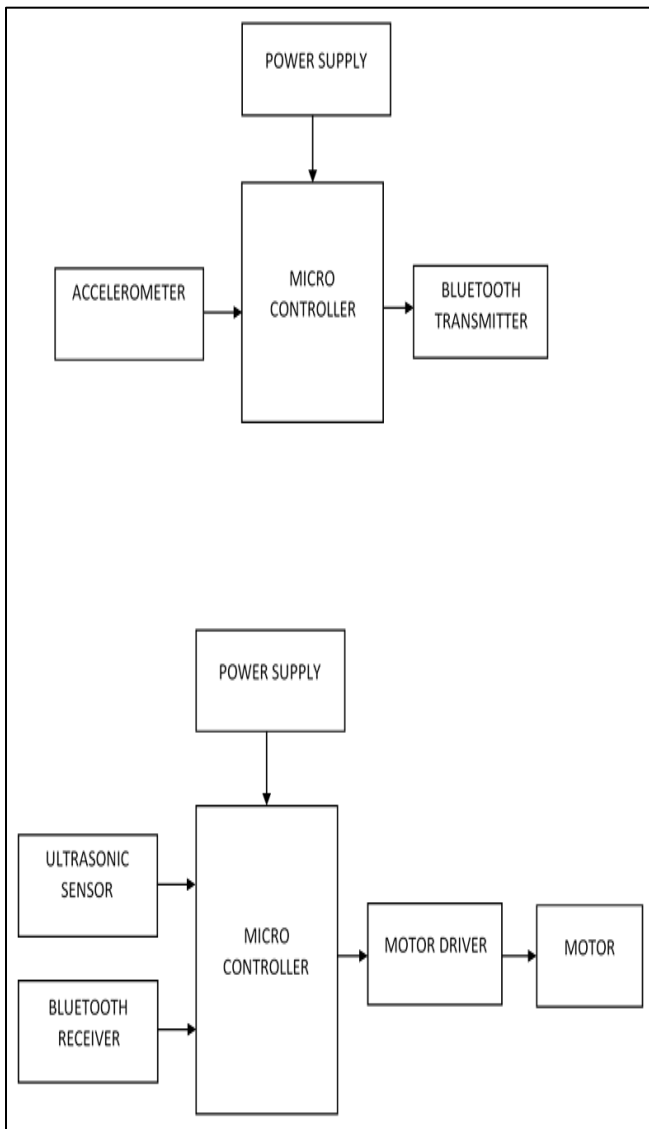 POWER SUPPLY
ACCELEROMETER
MICRO
CONTROLLER
BLUETOOTH
TRANSMITTER
POWER SUPPLY
ULTRASONIC
SENSOR
BLUETOOTH
RECEIVER
MICRO
CONTROLLER
MOTOR DRIVER
MOTOR